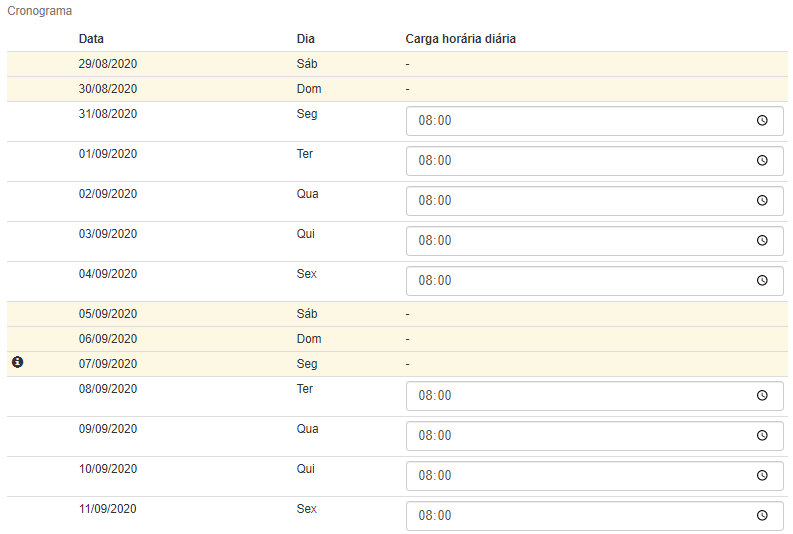 Cronograma
Data Dia Carga horária diária
29/08/2020 Sáb -
30/08/2020 Dom -
31/08/2020 Seg 08:00
01/09/2020 Ter 08:00
02/09/2020 Qua 08:00
03/09/2020 Qui 08:00
04/09/2020 Sex 08:00
05/09/2020 Sáb -
06/09/2020 Dom -
07/09/2020 Seg -
08/09/2020 Ter 08:00
09/09/2020 Qua 08:00
10/09/2020 Qui 08:00
11/09/2020 Sex 08:00